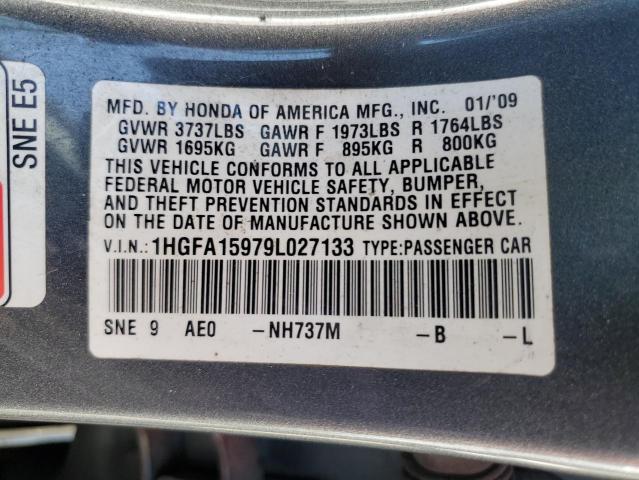 SNE E5
MFD. BY HONDA OF AMERICA MFG., INC. 01/'09
GVWR 3737LBS GAWR F 1973LBS R 1764LBS
GVWR 1695KG GAWR F 895KG R 800KG
THIS VEHICLE CONFORMS TO ALL APPLICABLE
FEDERAL MOTOR VEHICLE SAFETY, BUMPER,
AND THEFT PREVENTION STANDARDS IN EFFECT
ON THE DATE OF MANUFACTURE SHOWN ABOVE.
V.I.N.: 1HGFA15979L027133 TYPE:PASSENGER CAR
SNE 9 AE0 -NH737M -B -L